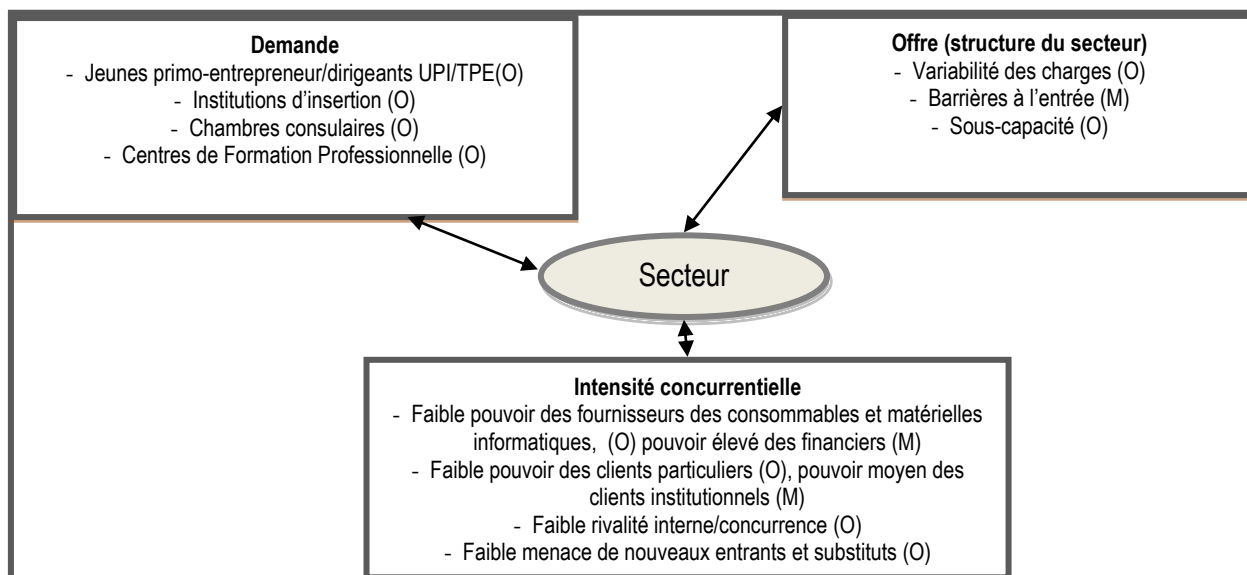 Demande
- Jeunes primo-entrepreneur/dirigeants UPI/TPE(O)
- Institutions d'insertion (O)
- Chambres consulaires (O)
- Centres de Formation Professionnelle (O)
Offre (structure du secteur)
- Variabilité des charges (O)
- Barrières à l'entrée (M)
- Sous-capacité (O)
Secteur
Intensité concurrentielle
- Faible pouvoir des fournisseurs des consommables et matérielles
informatiques, (O) pouvoir élevé des financiers (M)
- Faible pouvoir des clients particuliers (O), pouvoir moyen des
clients institutionnels (M)
- Faible rivalité interne/concurrence (O)
- Faible menace de nouveaux entrants et substituts (O)